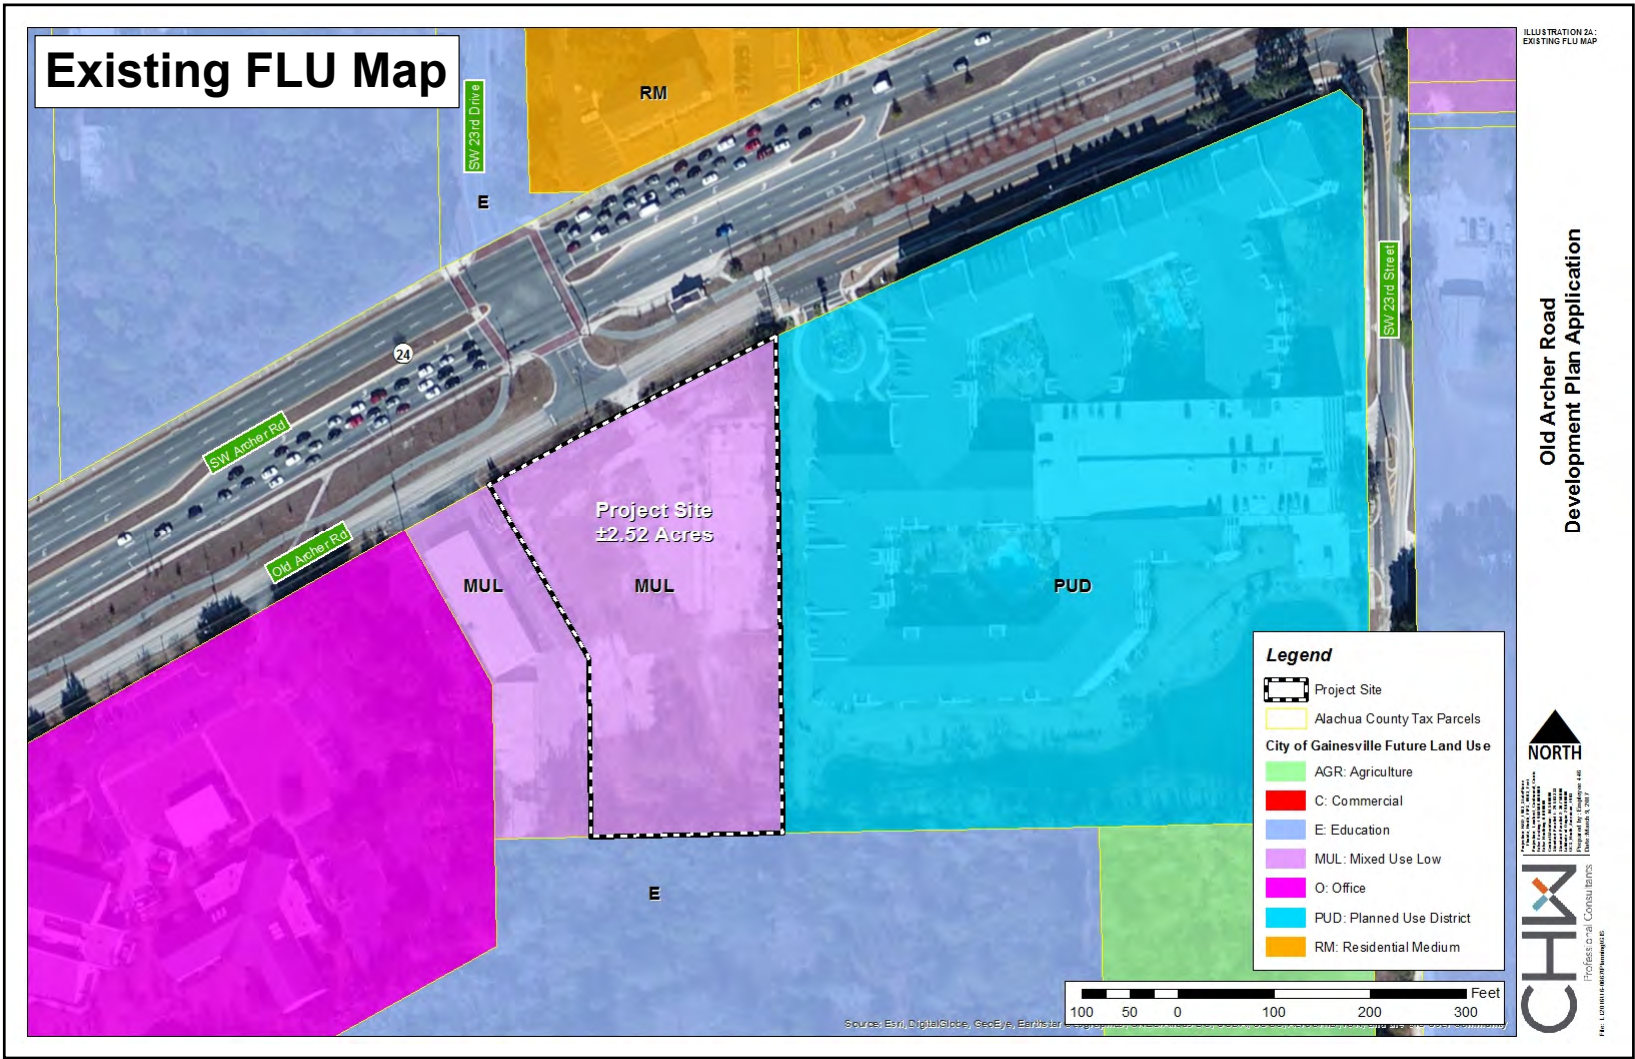 Existing FLU Map
ILLUSTRATION 2A:
EXISTING FLU MAP
RM
SW 23rd Drive
E
SW 23rd Street
24
SW Archer Rd
Old Archer Rd
Project Site
±2.52 Acres
MUL
MUL
PUD
E
Old Archer Road
Development Plan Application
Legend
Project Site
Alachua County Tax Parcels
City of Gainesville Future Land Use
AGR: Agriculture
C: Commercial
E: Education
MUL: Mixed Use Low
O: Office
PUD: Planned Use District
RM: Residential Medium
Feet
100 50 0 100 200 300
Source: Esri, DigitalGlobe, GeoEye, Earthstar
NORTH
CHW
Professional Consultants